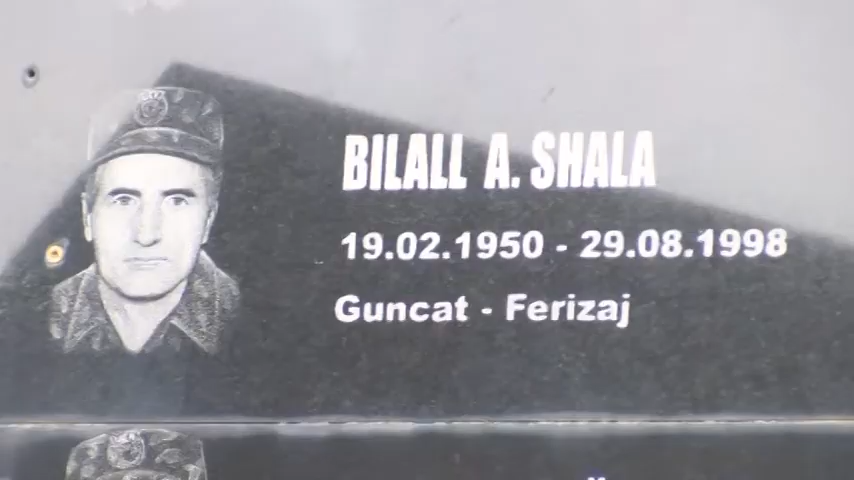 BILALL A. SHALA
19.02.1950 - 29.08.1998
Guncat - Ferizaj